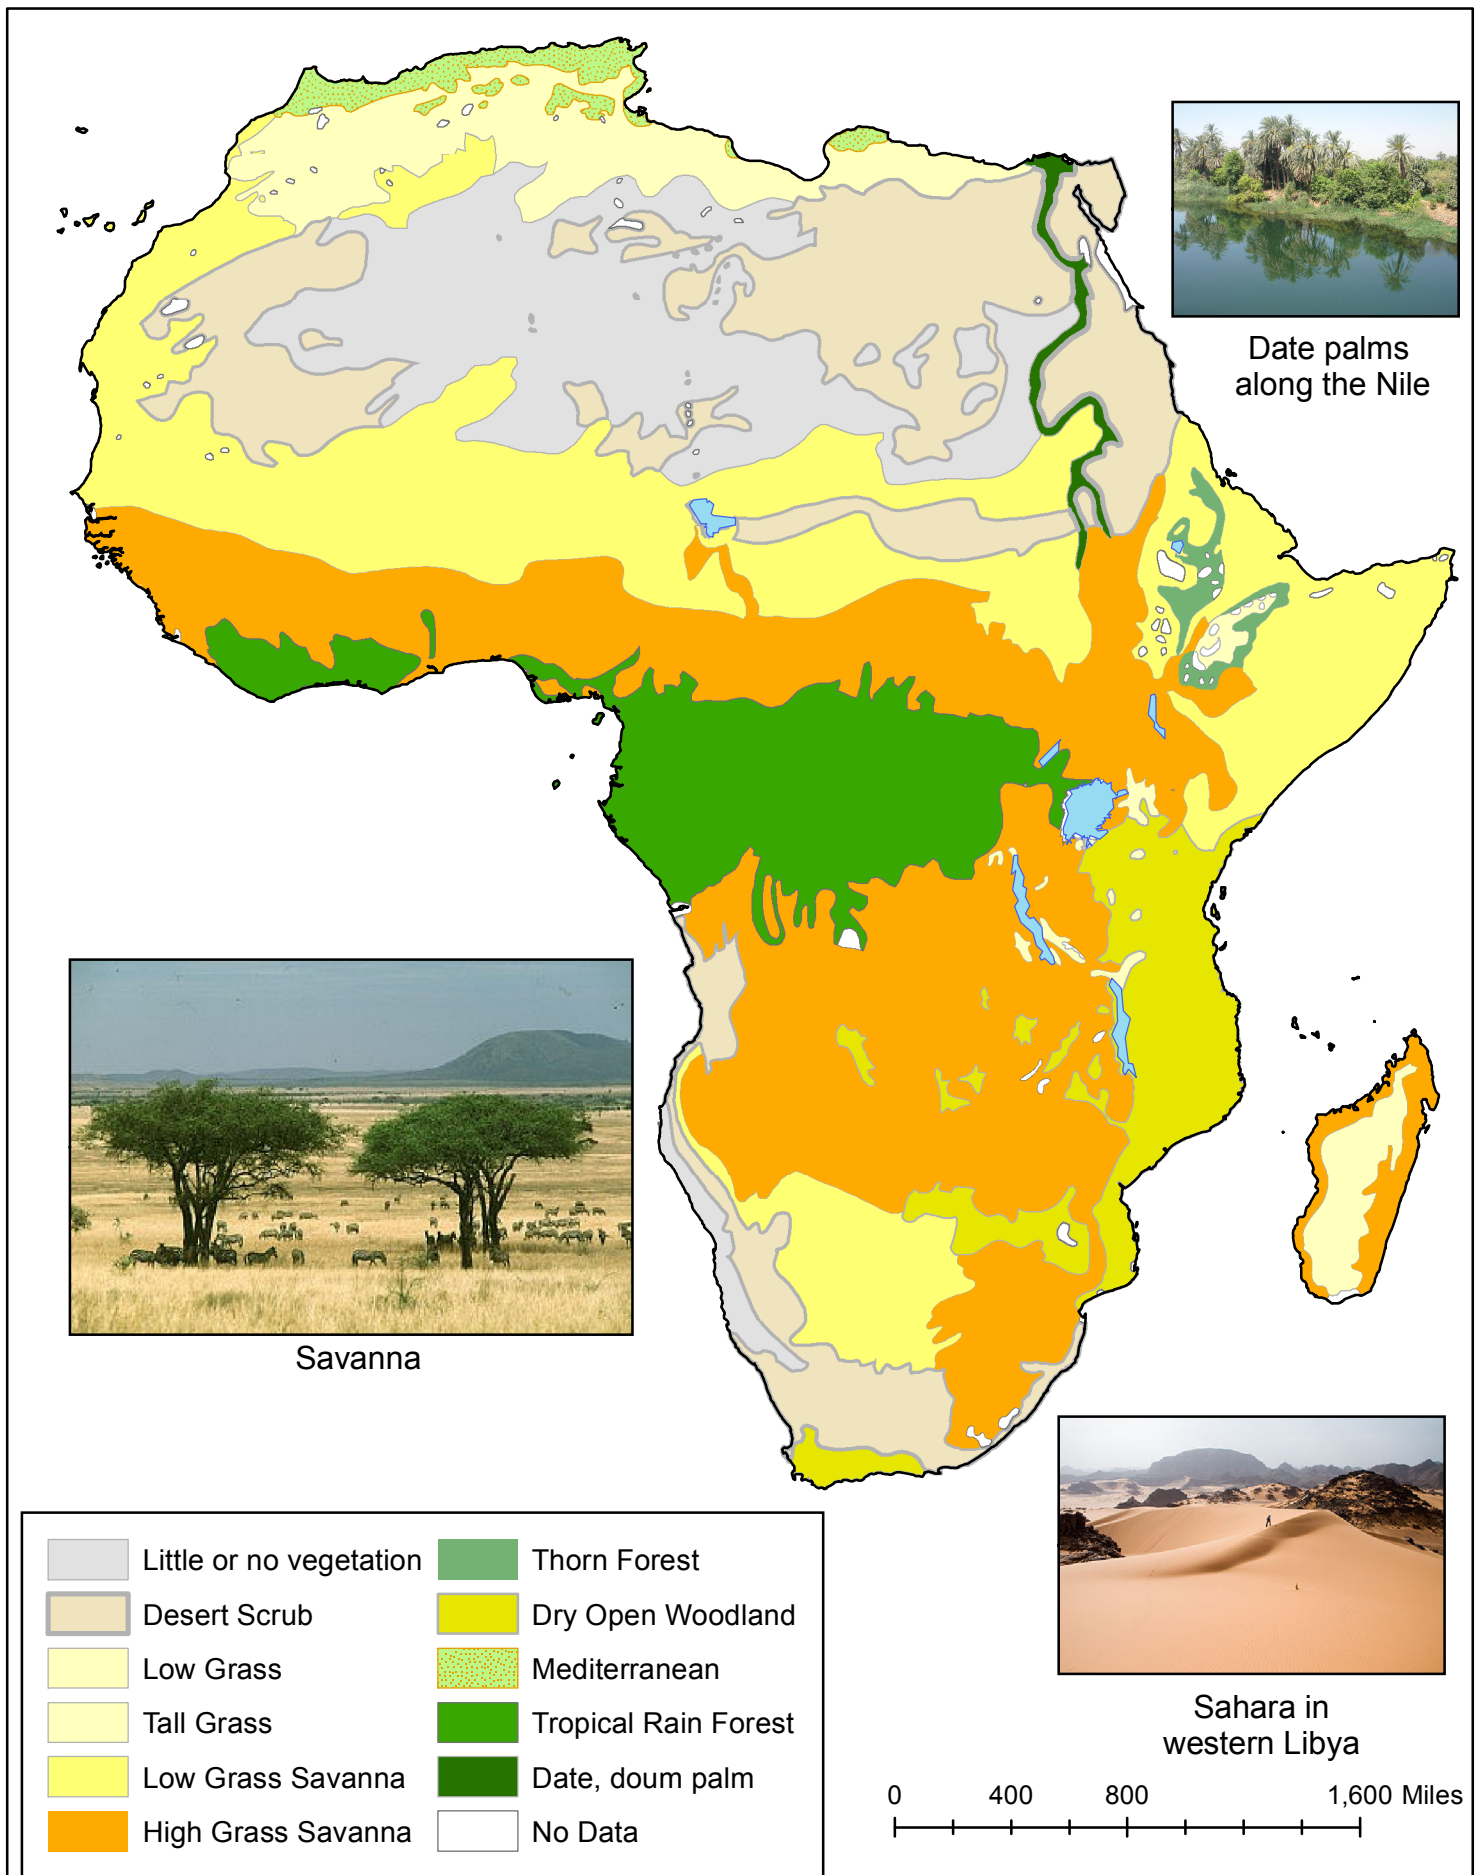 Date palms
along the Nile
Savanna
Sahara in
western Libya
Little or no vegetation
Desert Scrub
Low Grass
Tall Grass
Low Grass Savanna
High Grass Savanna
Thorn Forest
Dry Open Woodland
Mediterranean
Tropical Rain Forest
Date, doum palm
No Data
0 400 800 1,600 Miles